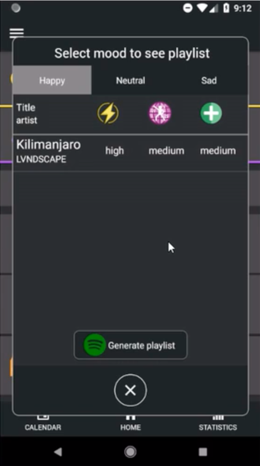 9:12
Select mood to see playlist
Happy Neutral Sad
Title
artist
Kilimanjaro high medium medium
LVNDSCAPE
Generate playlist
CALENDAR HOME STATISTICS